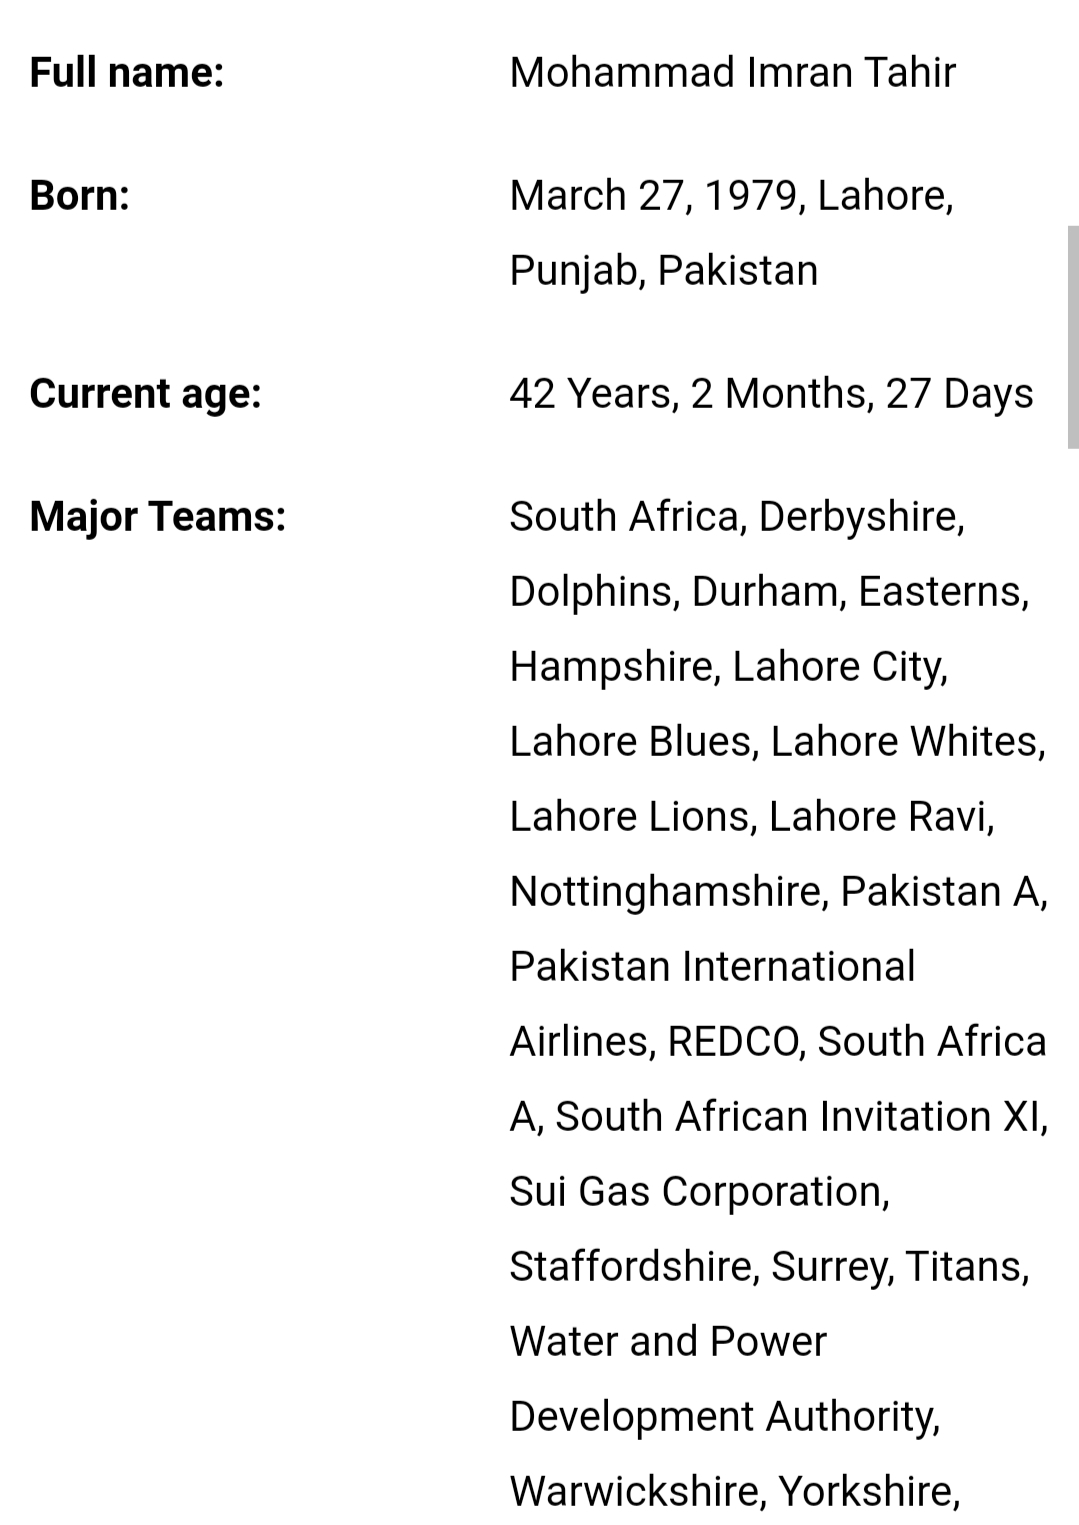 Full name: Mohammad Imran Tahir
Born: March 27, 1979, Lahore,
Punjab, Pakistan
Current age: 42 Years, 2 Months, 27 Days
Major Teams: South Africa, Derbyshire,
Dolphins, Durham, Easterns,
Hampshire, Lahore City,
Lahore Blues, Lahore Whites,
Lahore Lions, Lahore Ravi,
Nottinghamshire, Pakistan A,
Pakistan International
Airlines, REDCO, South Africa
A, South African Invitation XI,
Sui Gas Corporation,
Staffordshire, Surrey, Titans,
Water and Power
Development Authority,
Warwickshire, Yorkshire,